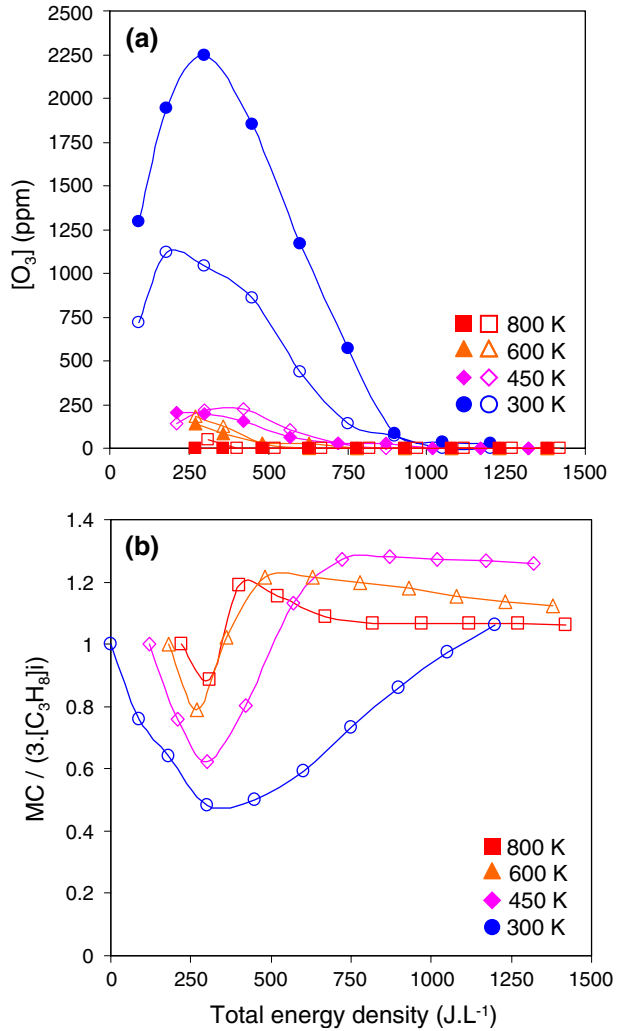 (a)
2500
2250
2000
1750
1500
1250
1000
750
500
250
0
[O3] (ppm)
800 K
600 K
450 K
300 K
0 250 500 750 1000 1250 1500
(b)
1.4
1.2
1
0.8
0.6
0.4
0.2
0
MC / (3.[C3H8]i)
800 K
600 K
450 K
300 K
0 250 500 750 1000 1250 1500
Total energy density (J.L-1)